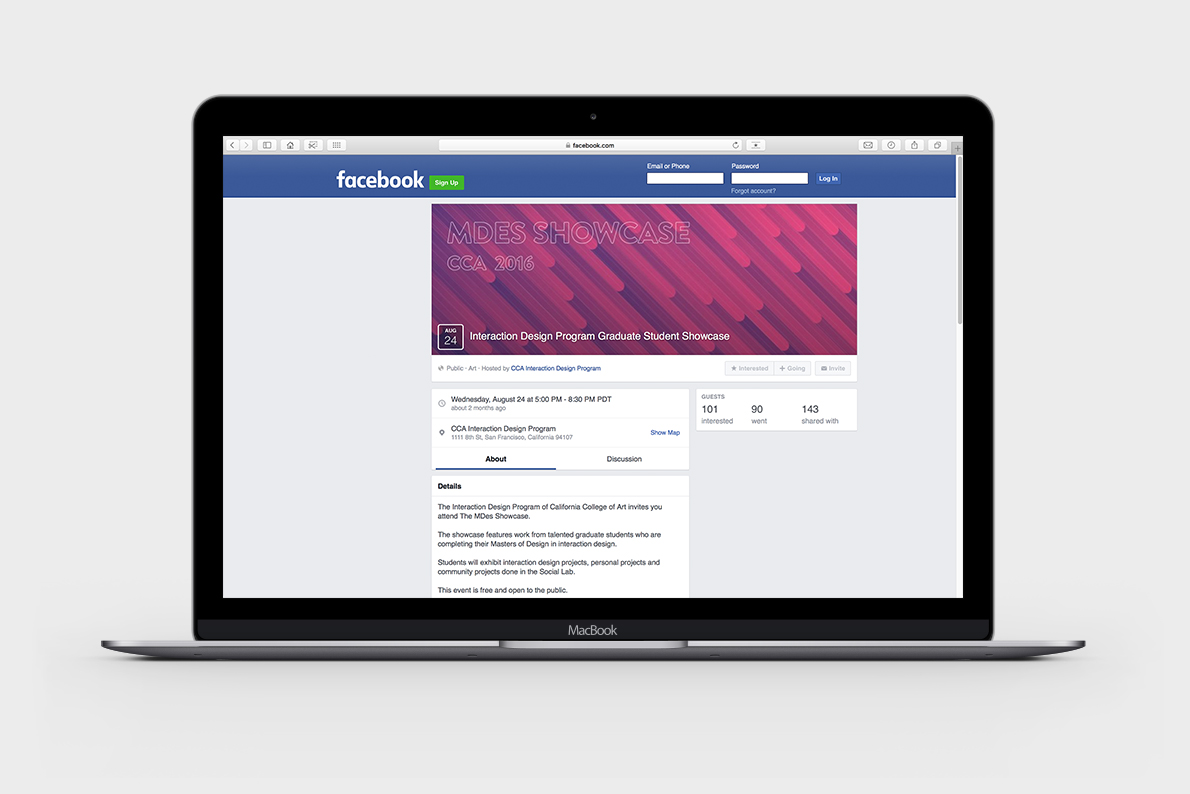 facebook.com
Email or Phone
Password
facebook
Sign Up
Log In
Forgot account?
MDES SHOWCASE
CCA 2016
AUG
24
Interaction Design Program Graduate Student Showcase
Public · Art · Hosted by CCA Interaction Design Program
Interested
Going
Invite
Wednesday, August 24 at 5:00 PM - 8:30 PM PDT
about 2 months ago
GUESTS
101 90 143
interested went shared with
CCA Interaction Design Program
1111 8th St, San Francisco, California 94107
Show Map
About
Discussion
Details
The Interaction Design Program of California College of Art invites you
attend The MDes Showcase.
The showcase features work from talented graduate students who are
completing their Masters of Design in interaction design.
Students will exhibit interaction design projects, personal projects and
community projects done in the Social Lab.
This event is free and open to the public.
MacBook